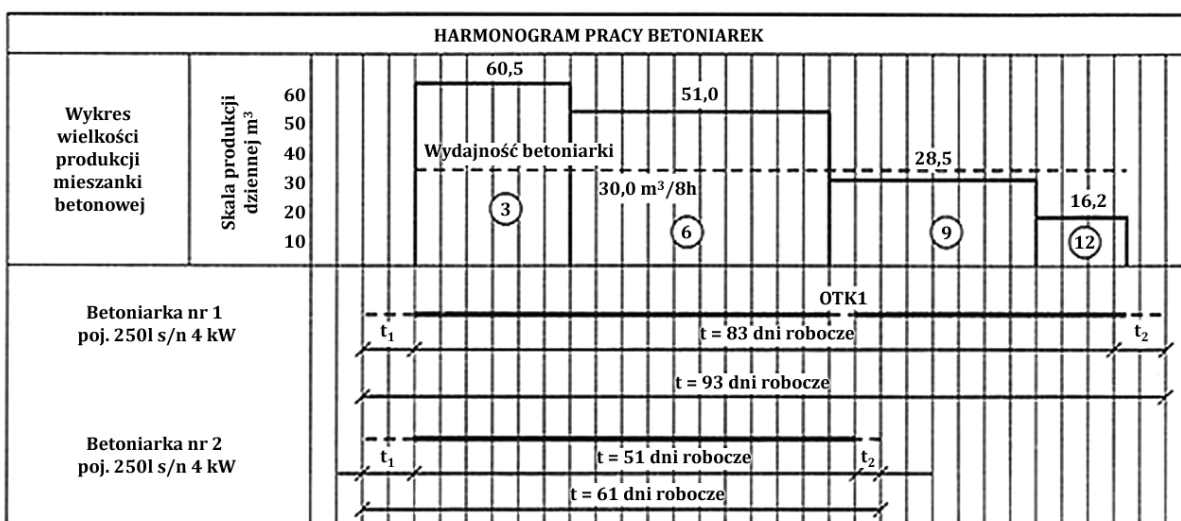 HARMONOGRAM PRACY BETONIAREK
Wykres
wielkości
produkcji
mieszanki
betonowej
Skala produkcji
dziennej m³
60
50
40
30
20
10
60,5
51,0
Wydajność betoniarki
28,5
30,0 m³/8h
16,2
3
6
9
12
Betoniarka nr 1
poj. 250l s/n 4 kW
OTK1
t₁
t = 83 dni robocze
t₂
t = 93 dni robocze
Betoniarka nr 2
poj. 250l s/n 4 kW
t₁
t = 51 dni robocze
t₂
t = 61 dni robocze